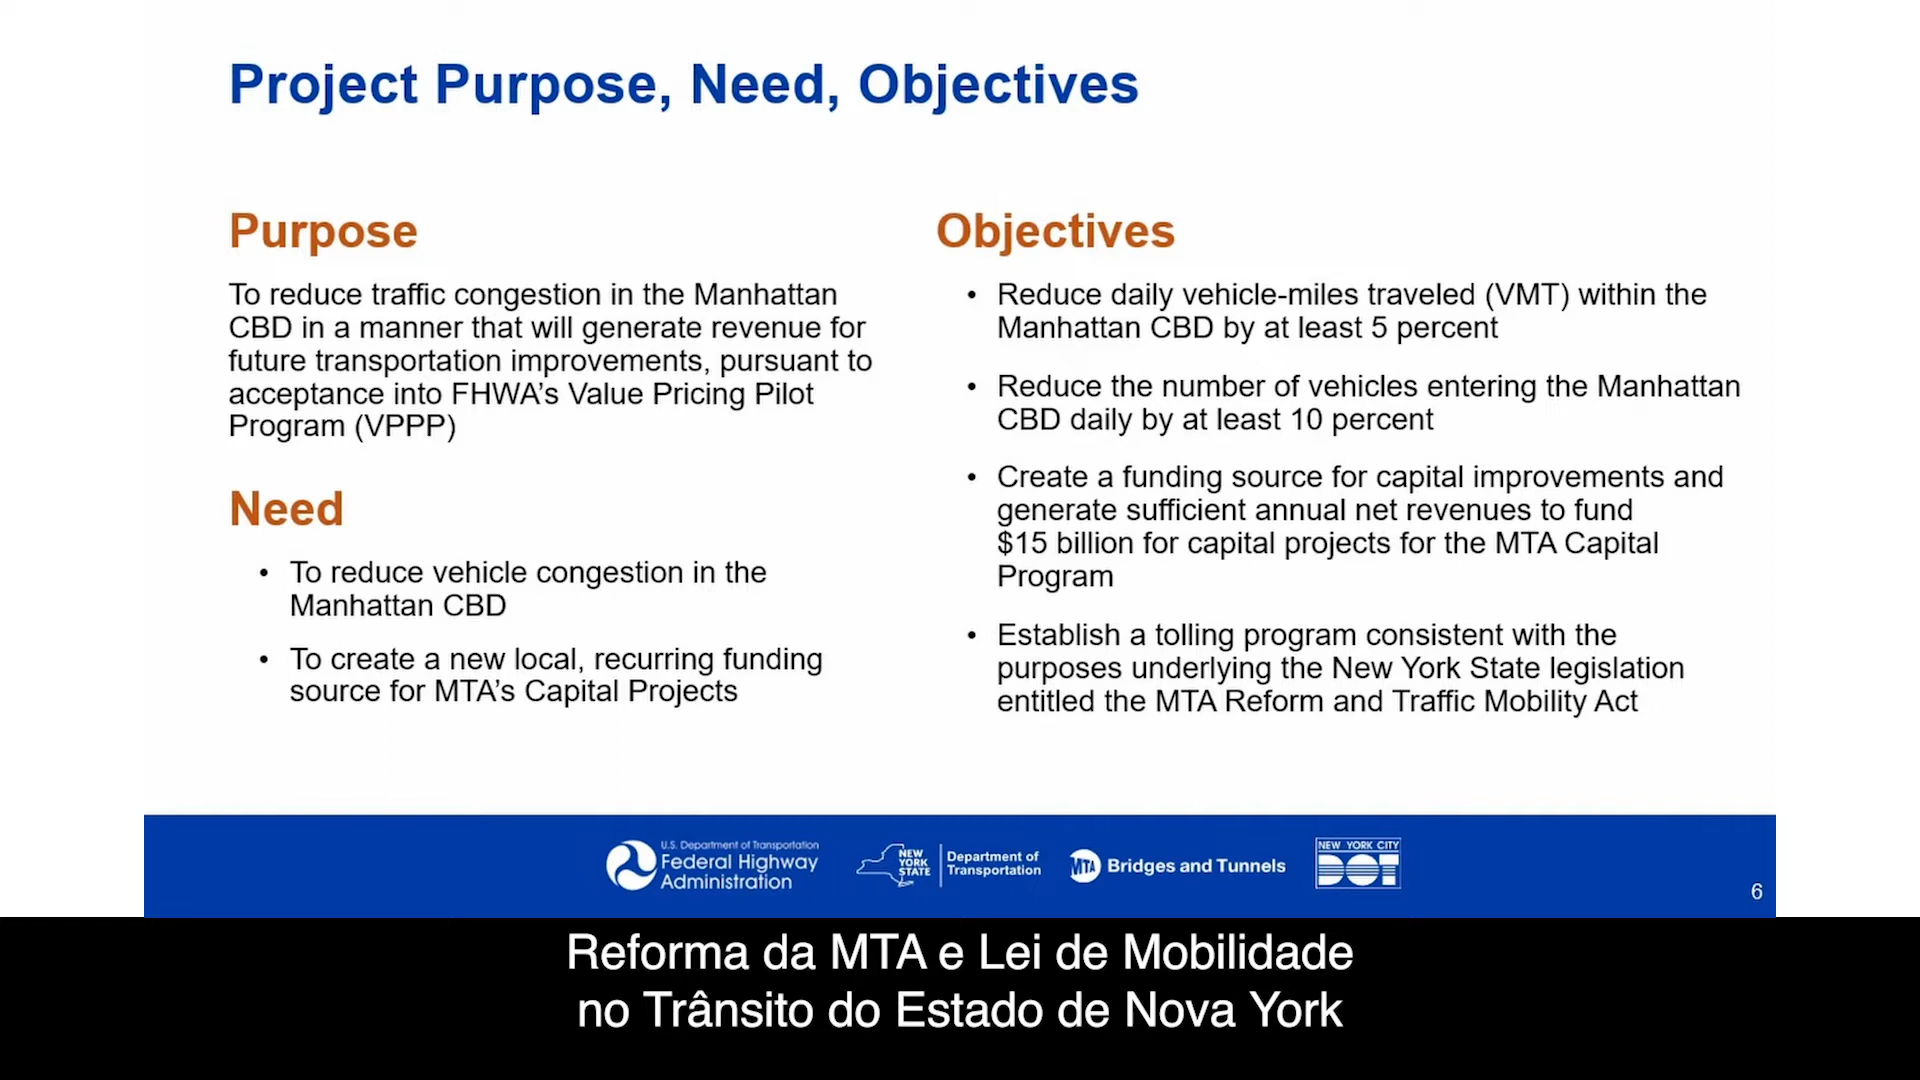 Project Purpose, Need, Objectives
Purpose
To reduce traffic congestion in the Manhattan
CBD in a manner that will generate revenue for
future transportation improvements, pursuant to
acceptance into FHWA’s Value Pricing Pilot
Program (VPPP)
Need
• To reduce vehicle congestion in the
Manhattan CBD
• To create a new local, recurring funding
source for MTA’s Capital Projects
Objectives
• Reduce daily vehicle-miles traveled (VMT) within the
Manhattan CBD by at least 5 percent
• Reduce the number of vehicles entering the Manhattan
CBD daily by at least 10 percent
• Create a funding source for capital improvements and
generate sufficient annual net revenues to fund
$15 billion for capital projects for the MTA Capital
Program
• Establish a tolling program consistent with the
purposes underlying the New York State legislation
entitled the MTA Reform and Traffic Mobility Act
U.S. Department of Transportation
Federal Highway
Administration
NEW
YORK
STATE
Department of
Transportation
MTA Bridges and Tunnels
NEW YORK CITY
DOT
6
Reforma da MTA e Lei de Mobilidade
no Trânsito do Estado de Nova York